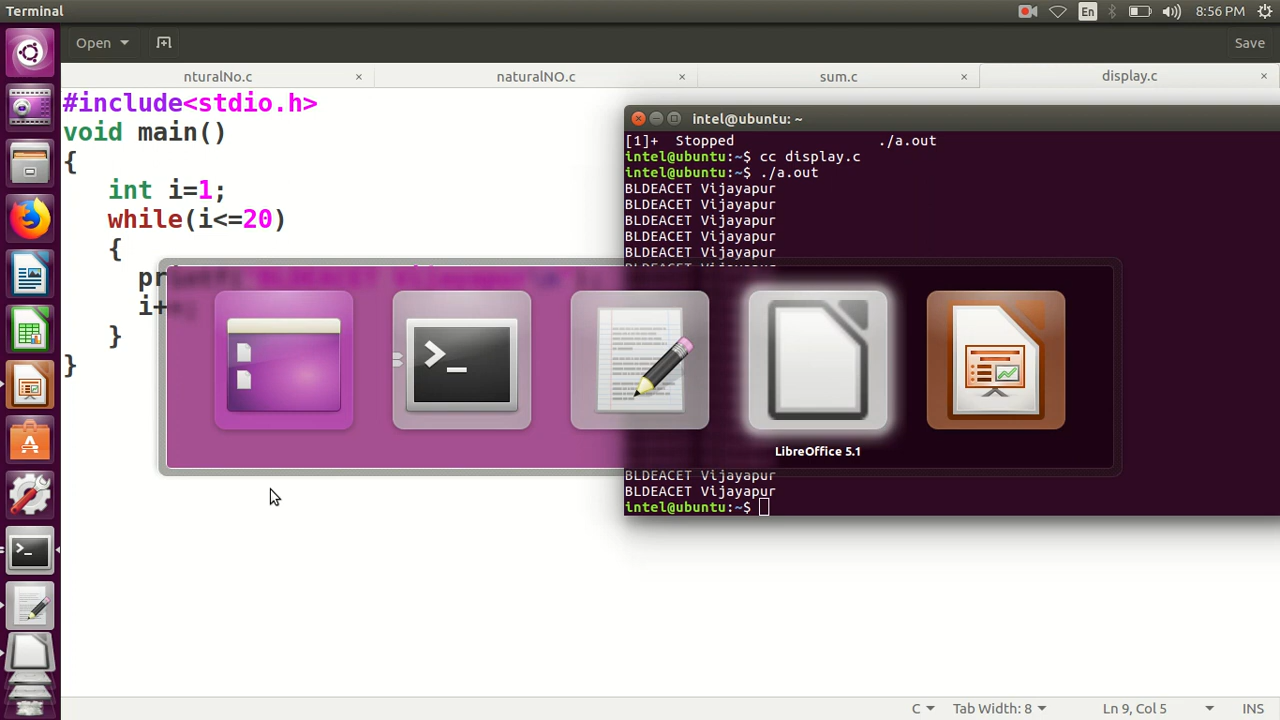 Terminal
En
8:56 PM
Open
Save
nturalNo.c
naturalNO.c
sum.c
display.c
#include<stdio.h>
void main()
{
int i=1;
while(i<=20)
{
pr
i+
}
}
intel@ubuntu: ~
[1]+ Stopped ./a.out
intel@ubuntu:~$ cc display.c
intel@ubuntu:~$ ./a.out
BLDEACET Vijayapur
BLDEACET Vijayapur
BLDEACET Vijayapur
BLDEACET Vijayapur
BLDEACET Vijayapur
LibreOffice 5.1
BLDEACET Vijayapur
BLDEACET Vijayapur
intel@ubuntu:~$
C
Tab Width: 8
Ln 9, Col 5
INS